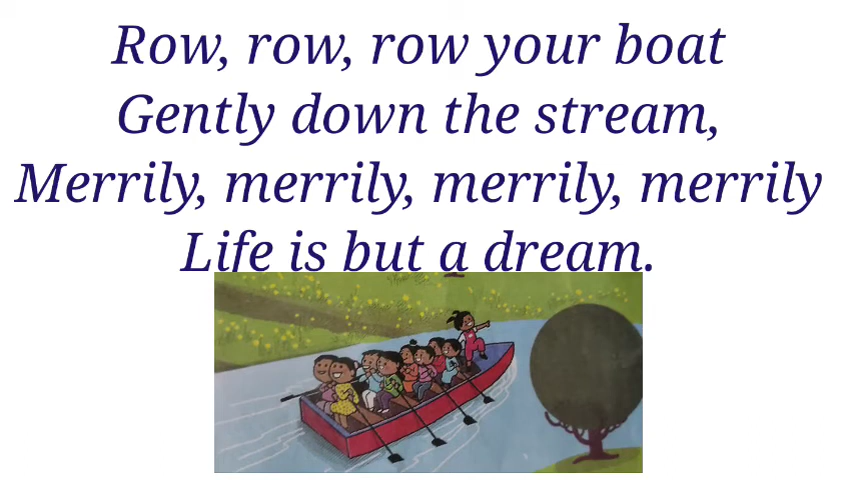 Row, row, row your boat
Gently down the stream,
Merrily, merrily, merrily, merrily
Life is but a dream.